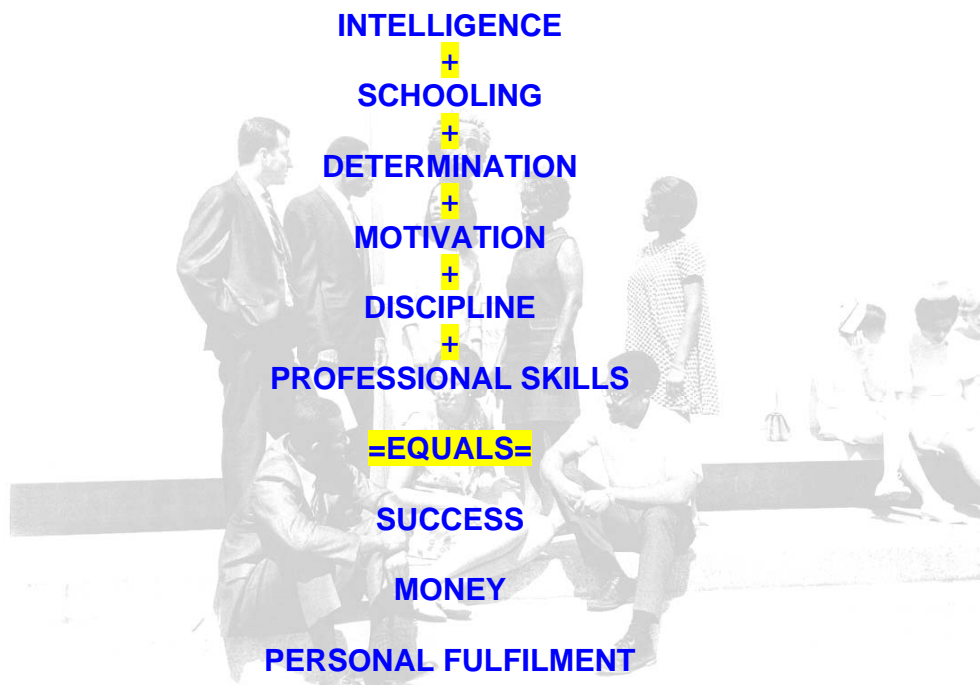 INTELLIGENCE
+
SCHOOLING
+
DETERMINATION
+
MOTIVATION
+
DISCIPLINE
+
PROFESSIONAL SKILLS
=EQUALS=
SUCCESS
MONEY
PERSONAL FULFILMENT